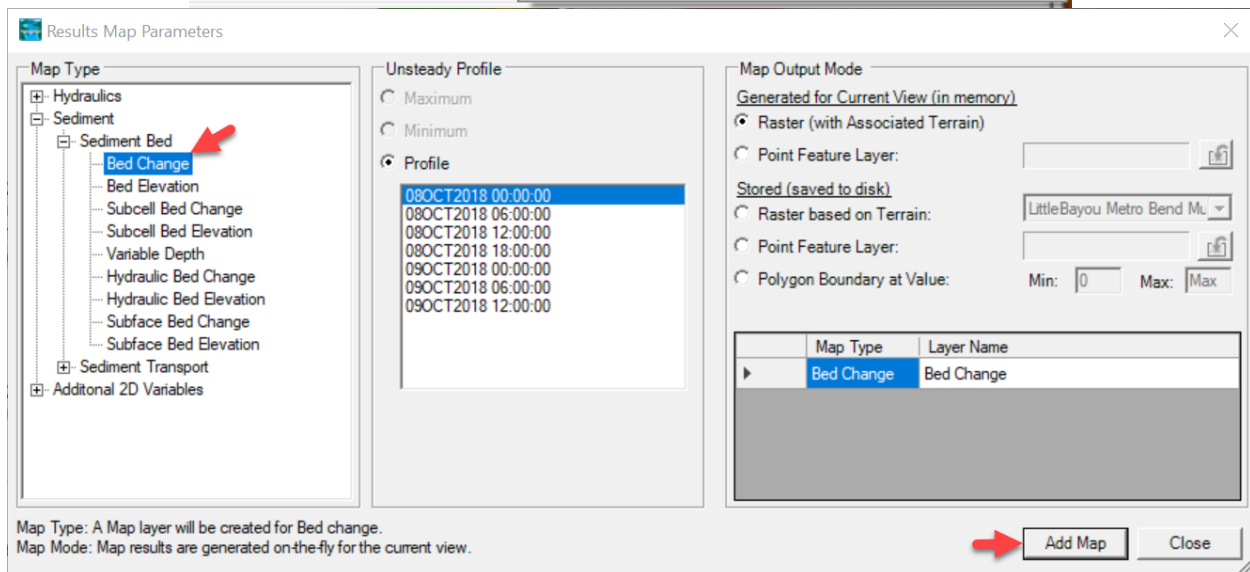 Results Map Parameters
Map Type
Hydraulics
Sediment
Sediment Bed
Bed Change
Bed Elevation
Subcell Bed Change
Subcell Bed Elevation
Variable Depth
Hydraulic Bed Change
Hydraulic Bed Elevation
Subface Bed Change
Subface Bed Elevation
Sediment Transport
Additonal 2D Variables
Unsteady Profile
Maximum
Minimum
Profile
08OCT2018 00:00:00
08OCT2018 06:00:00
08OCT2018 12:00:00
08OCT2018 18:00:00
09OCT2018 00:00:00
09OCT2018 06:00:00
09OCT2018 12:00:00
Map Output Mode
Generated for Current View (in memory)
Raster (with Associated Terrain)
Point Feature Layer:
Stored (saved to disk)
Raster based on Terrain: LittleBayou Metro Bend Mu
Point Feature Layer:
Polygon Boundary at Value: Min: 0 Max: Max
Map Type Layer Name
Bed Change Bed Change
Map Type: A Map layer will be created for Bed change.
Map Mode: Map results are generated on-the-fly for the current view.
Add Map Close